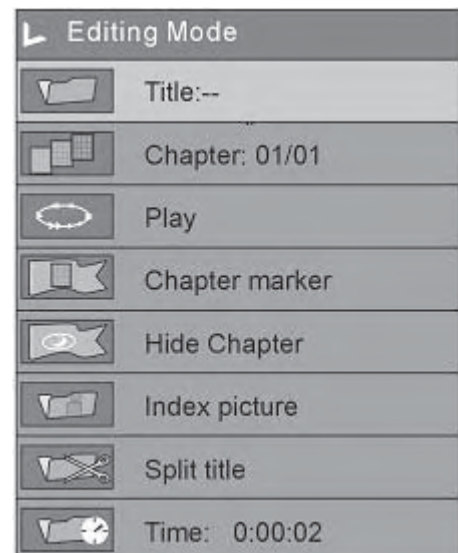 Editing Mode
Title:--
Chapter: 01/01
Play
Chapter marker
Hide Chapter
Index picture
Split title
Time: 0:00:02